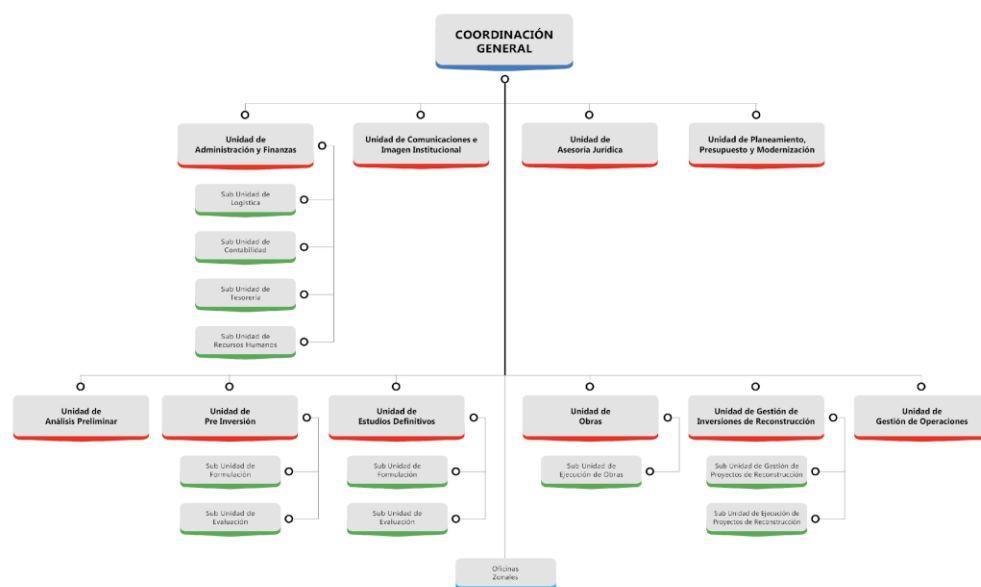 COORDINACIÓN
GENERAL
Unidad de
Administración y Finanzas
Unidad de Comunicaciones e
Imagen Institucional
Unidad de
Asesoría Jurídica
Unidad de Planeamiento,
Presupuesto y Modernización
Sub Unidad de
Logística
Sub Unidad de
Contabilidad
Sub Unidad de
Tesorería
Sub Unidad de
Recursos Humanos
Unidad de
Análisis Preliminar
Unidad de
Pre Inversión
Unidad de
Estudios Definitivos
Unidad de
Obras
Unidad de Gestión de
Inversiones de Reconstrucción
Unidad de
Gestión de Operaciones
Sub Unidad de
Formulación
Sub Unidad de
Formulación
Sub Unidad de
Ejecución de Obras
Sub Unidad de Gestión de
Proyectos de Reconstrucción
Sub Unidad de
Evaluación
Sub Unidad de
Evaluación
Sub Unidad de Ejecución de
Proyectos de Reconstrucción
Oficinas
Zonales